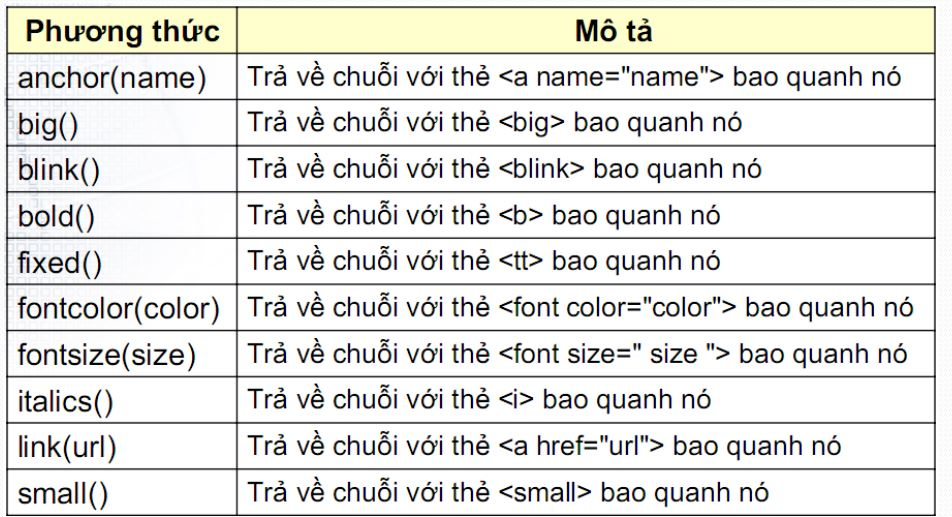 Phương thức Mô tả
anchor(name) Trả về chuỗi với thẻ <a name="name"> bao quanh nó
big() Trả về chuỗi với thẻ <big> bao quanh nó
blink() Trả về chuỗi với thẻ <blink> bao quanh nó
bold() Trả về chuỗi với thẻ <b> bao quanh nó
fixed() Trả về chuỗi với thẻ <tt> bao quanh nó
fontcolor(color) Trả về chuỗi với thẻ <font color="color"> bao quanh nó
fontsize(size) Trả về chuỗi với thẻ <font size=" size "> bao quanh nó
italics() Trả về chuỗi với thẻ <i> bao quanh nó
link(url) Trả về chuỗi với thẻ <a href="url"> bao quanh nó
small() Trả về chuỗi với thẻ <small> bao quanh nó